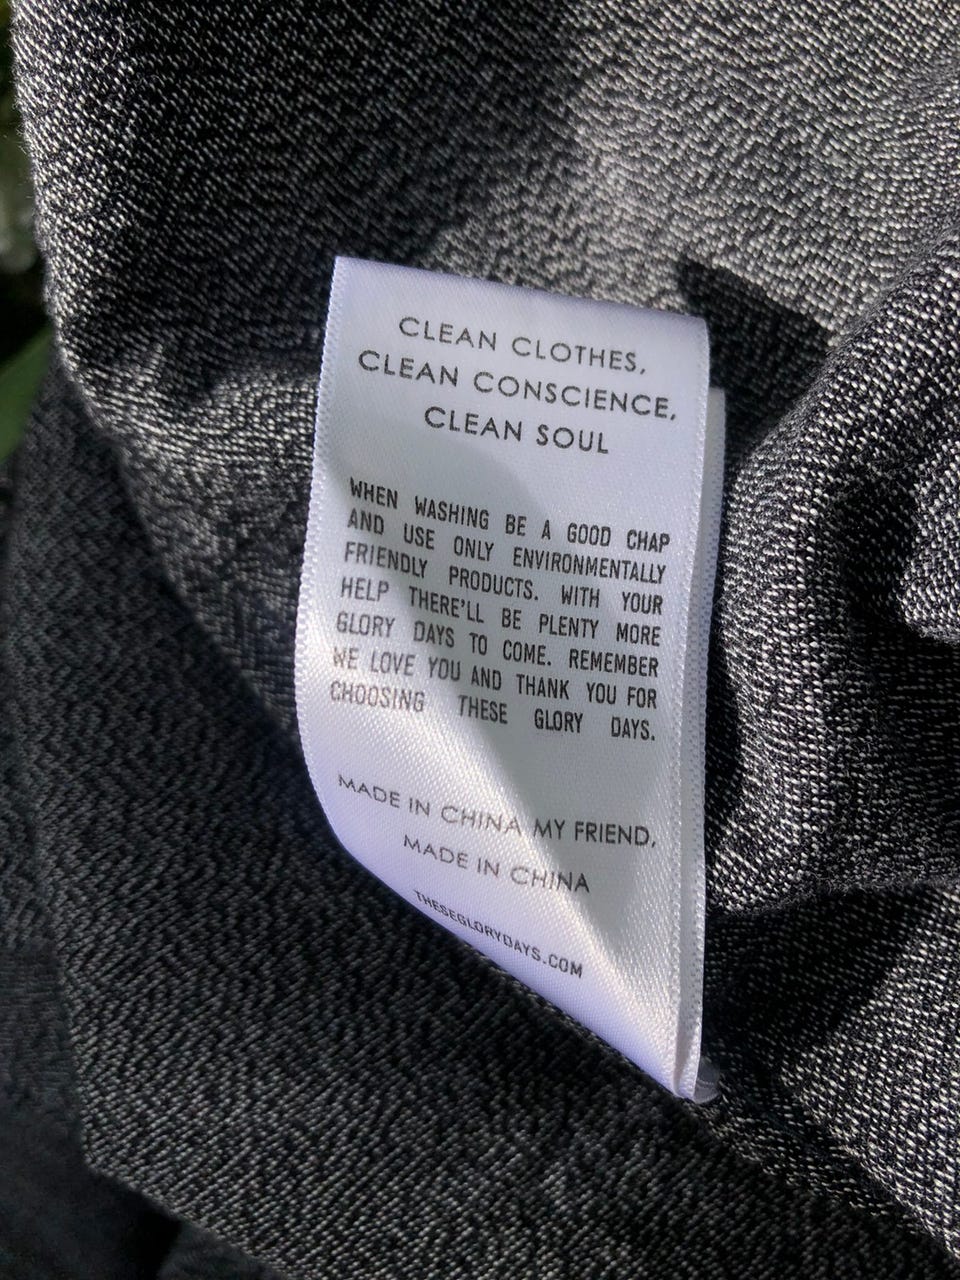 CLEAN CLOTHES,
CLEAN CONSCIENCE,
CLEAN SOUL
WHEN WASHING BE A GOOD CHAP
AND USE ONLY ENVIRONMENTALLY
FRIENDLY PRODUCTS. WITH YOUR
HELP THERE'LL BE PLENTY MORE
GLORY DAYS TO COME. REMEMBER
WE LOVE YOU AND THANK YOU FOR
CHOOSING THESE GLORY DAYS.
MADE IN CHINA MY FRIEND,
MADE IN CHINA
THESEGLORYDAYS.COM